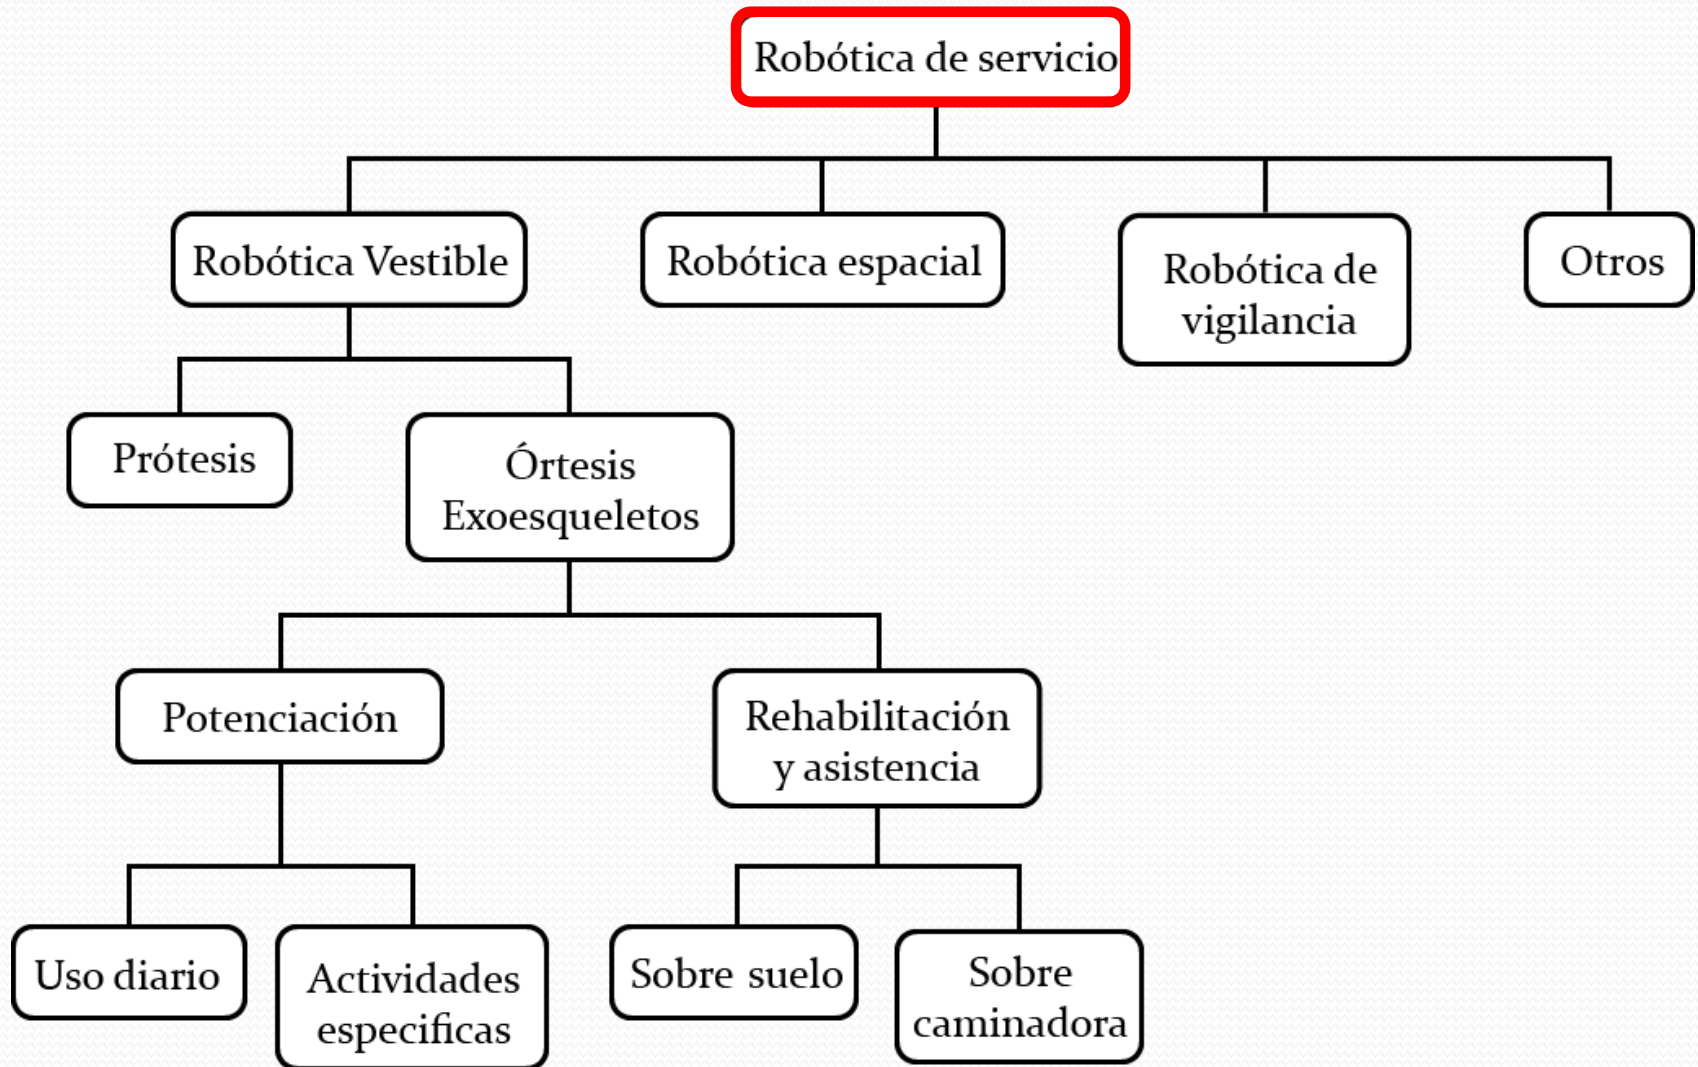 Robótica de servicio
Robótica Vestible
Robótica espacial
Robótica de
vigilancia
Otros
Prótesis
Órtesis
Exoesqueletos
Potenciación
Rehabilitación
y asistencia
Uso diario
Actividades
especificas
Sobre suelo
Sobre
caminadora